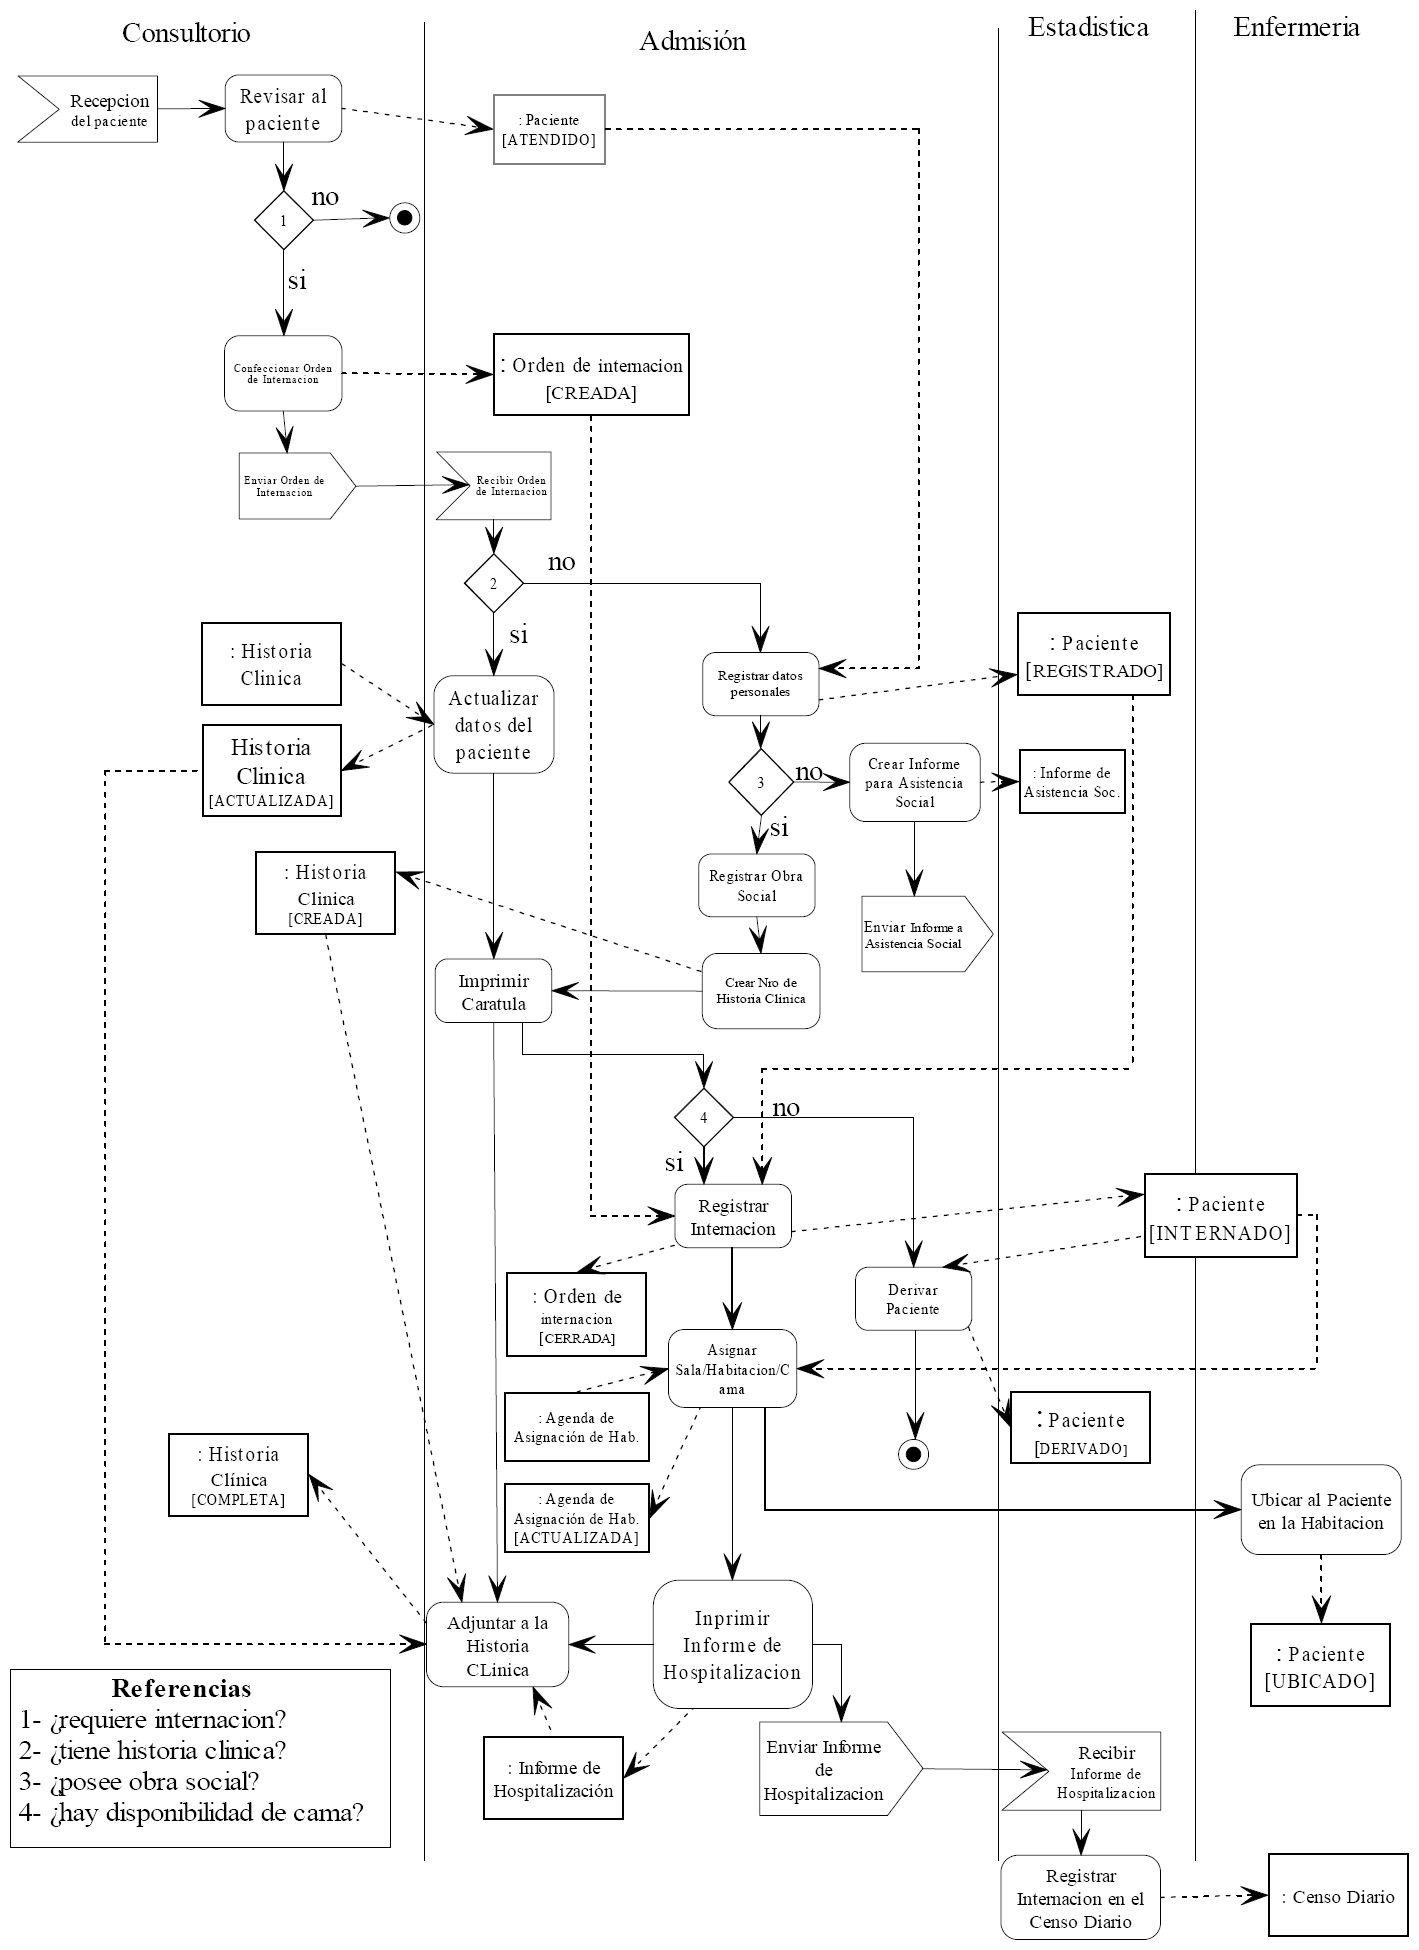 Consultorio
Admisión
Estadistica
Enfermeria
Recepcion
del paciente
Revisar al
paciente
: Paciente
[ATENDIDO]
1
no
si
Confeccionar Orden
de Internacion
: Orden de internacion
[CREADA]
Enviar Orden de
Internacion
Recibir Orden
de Internacion
2
no
si
: Historia
Clinica
Actualizar
datos del
paciente
Registrar datos
personales
: Paciente
[REGISTRADO]
Historia
Clinica
[ACTUALIZADA]
3
no
si
Crear Informe
para Asistencia
Social
: Informe de
Asistencia Soc.
: Historia
Clinica
[CREADA]
Registrar Obra
Social
Enviar Informe a
Asistencia Social
Imprimir
Caratula
Crear Nro de
Historia Clinica
4
no
si
Registrar
Internacion
: Paciente
[INTERNADO]
: Orden de
internacion
[CERRADA]
Derivar
Paciente
Asignar
Sala/Habitacion/C
ama
: Agenda de
Asignación de Hab.
: Paciente
[DERIVADO]
: Historia
Clínica
[COMPLETA]
: Agenda de
Asignación de Hab.
[ACTUALIZADA]
Ubicar al Paciente
en la Habitacion
Adjuntar a la
Historia
CLinica
Inprimir
Informe de
Hospitalizacion
: Paciente
[UBICADO]
Referencias
1- ¿requiere internacion?
2- ¿tiene historia clinica?
3- ¿posee obra social?
4- ¿hay disponibilidad de cama?
: Informe de
Hospitalización
Enviar Informe
de
Hospitalizacion
Recibir
Informe de
Hospitalizacion
Registrar
Internacion en el
Censo Diario
: Censo Diario